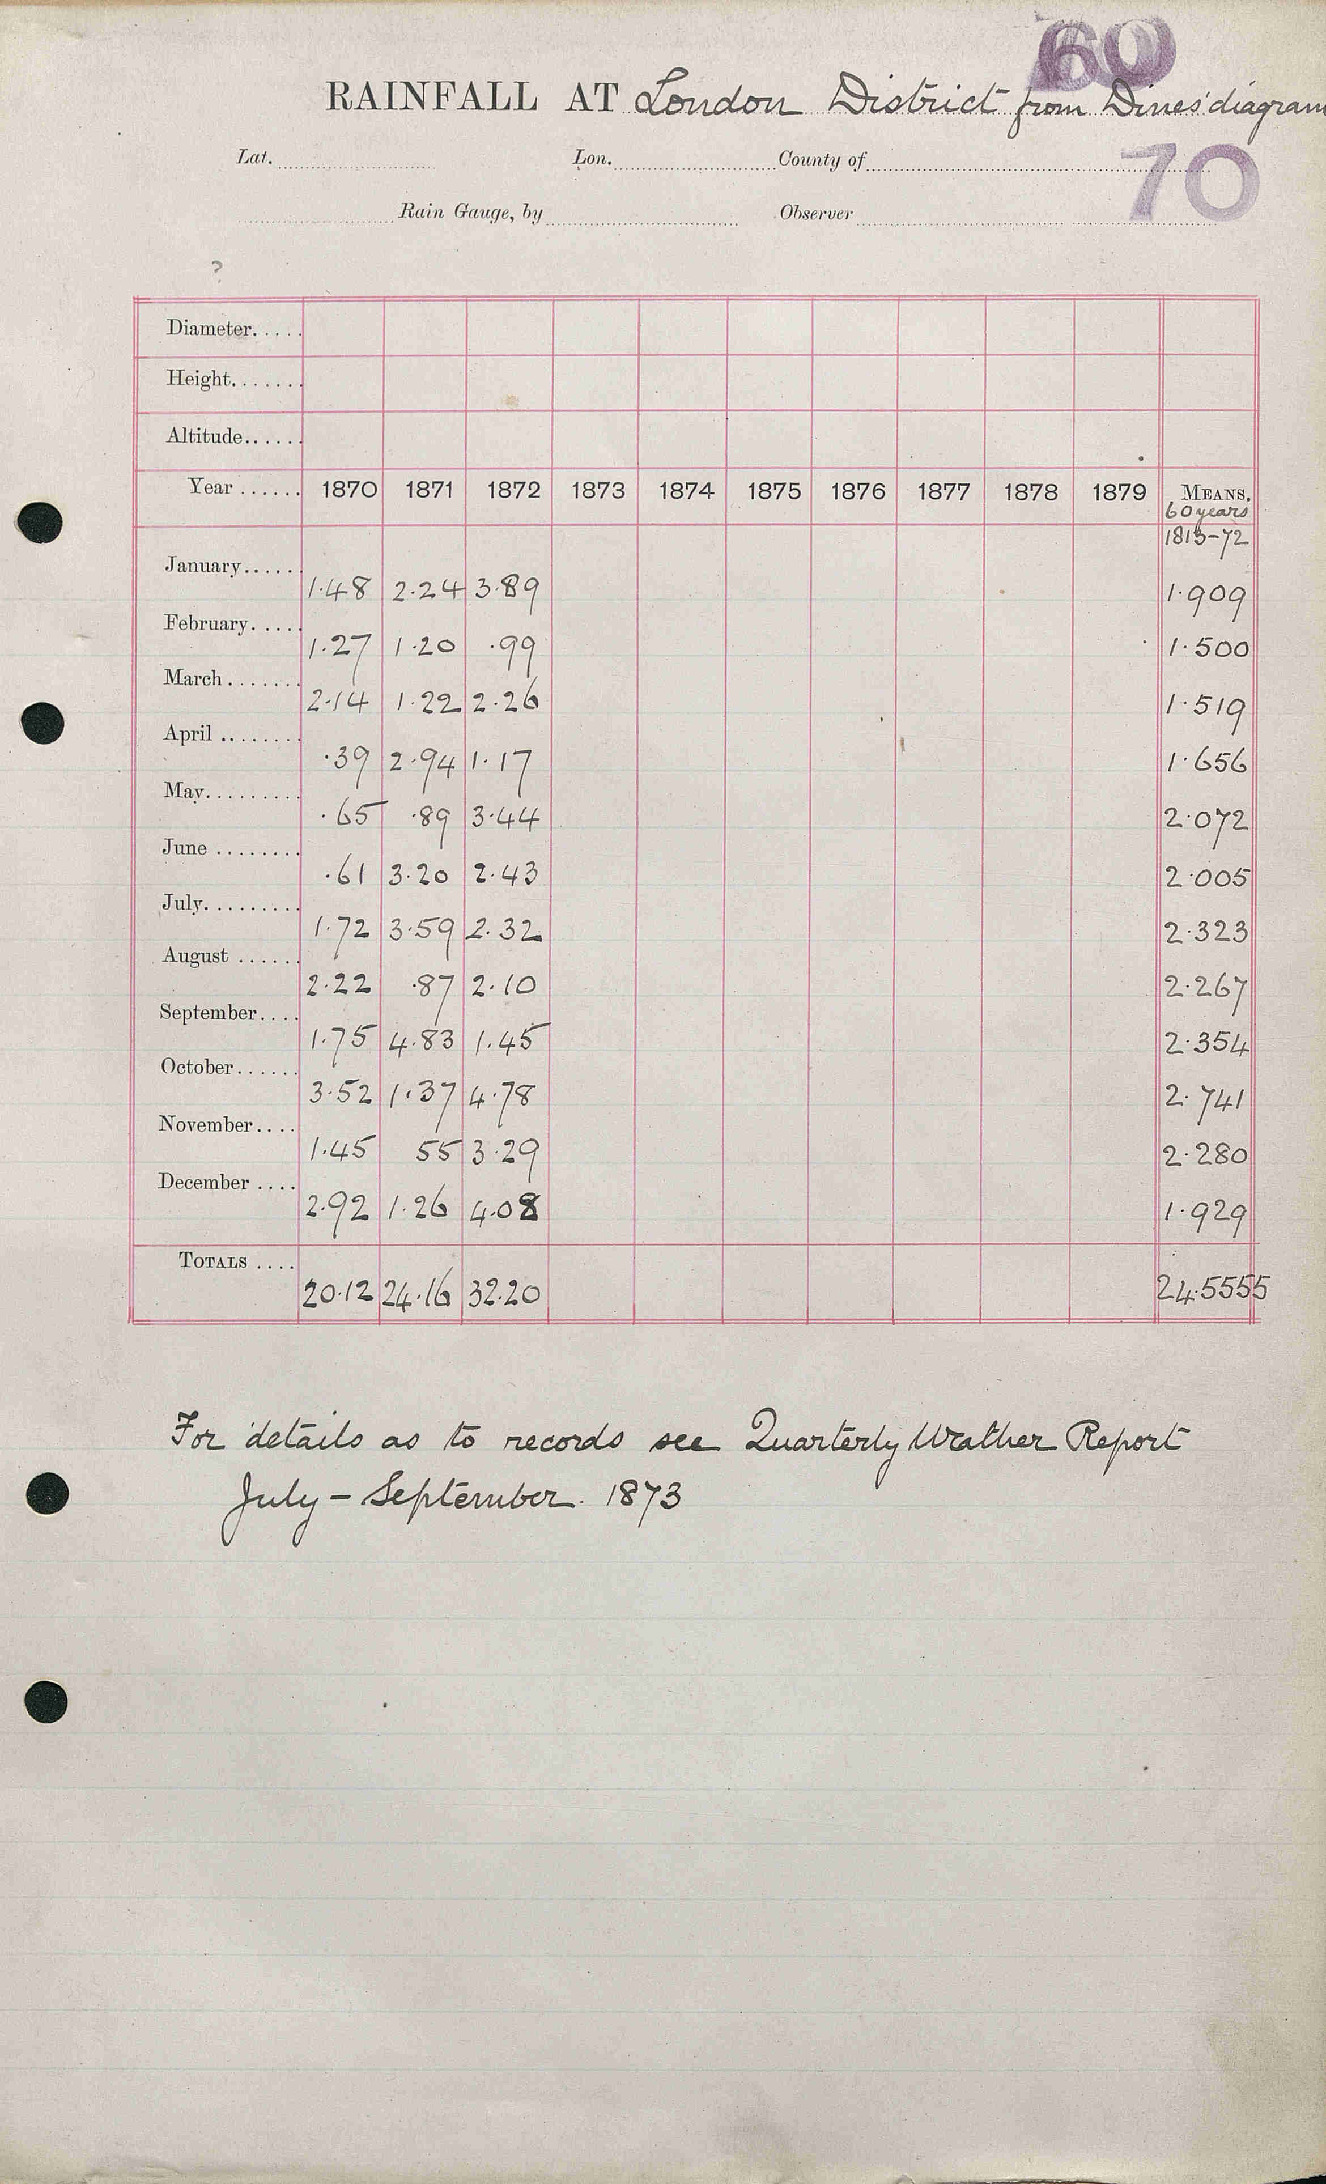 60
RAINFALL AT London District from Dines' diagram
Lat. Lon. County of
70
Rain Gauge, by Observer
?
Diameter.....
Height.......
Altitude......
Year ...... 1870 1871 1872 1873 1874 1875 1876 1877 1878 1879 MEANS.
60 years
1813-72
January...... 1.48 2.24 3.89 1.909
February..... 1.27 1.20 .99 1.500
March....... 2.14 1.22 2.26 1.519
April ........ .39 2.94 1.17 1.656
May......... .65 .89 3.44 2.072
June ........ .61 3.20 2.43 2.005
July......... 1.72 3.59 2.32 2.323
August ...... 2.22 .87 2.10 2.267
September.... 1.75 4.83 1.45 2.354
October...... 3.52 1.37 4.78 2.741
November.... 1.45 55 3.29 2.280
December .... 2.92 1.26 4.08 1.929
TOTALS .... 20.12 24.16 32.20 24.5555
For details as to records see Quarterly Weather Report
July - September. 1873